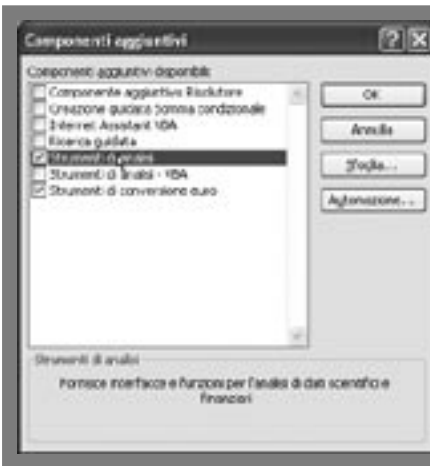 Componenti aggiuntivi
Componenti aggiuntivi disponibili:
Componente aggiuntivo Risolutore
Creazione guidata Somma condizionale
Internet Assistant VBA
Ricerca guidata
Strumenti di analisi
Strumenti di analisi - VBA
Strumenti di conversione euro
OK
Annulla
Sfoglia...
Automazione...
Strumenti di analisi
Fornisce interfacce e funzioni per l'analisi di dati scientifici e
finanziari